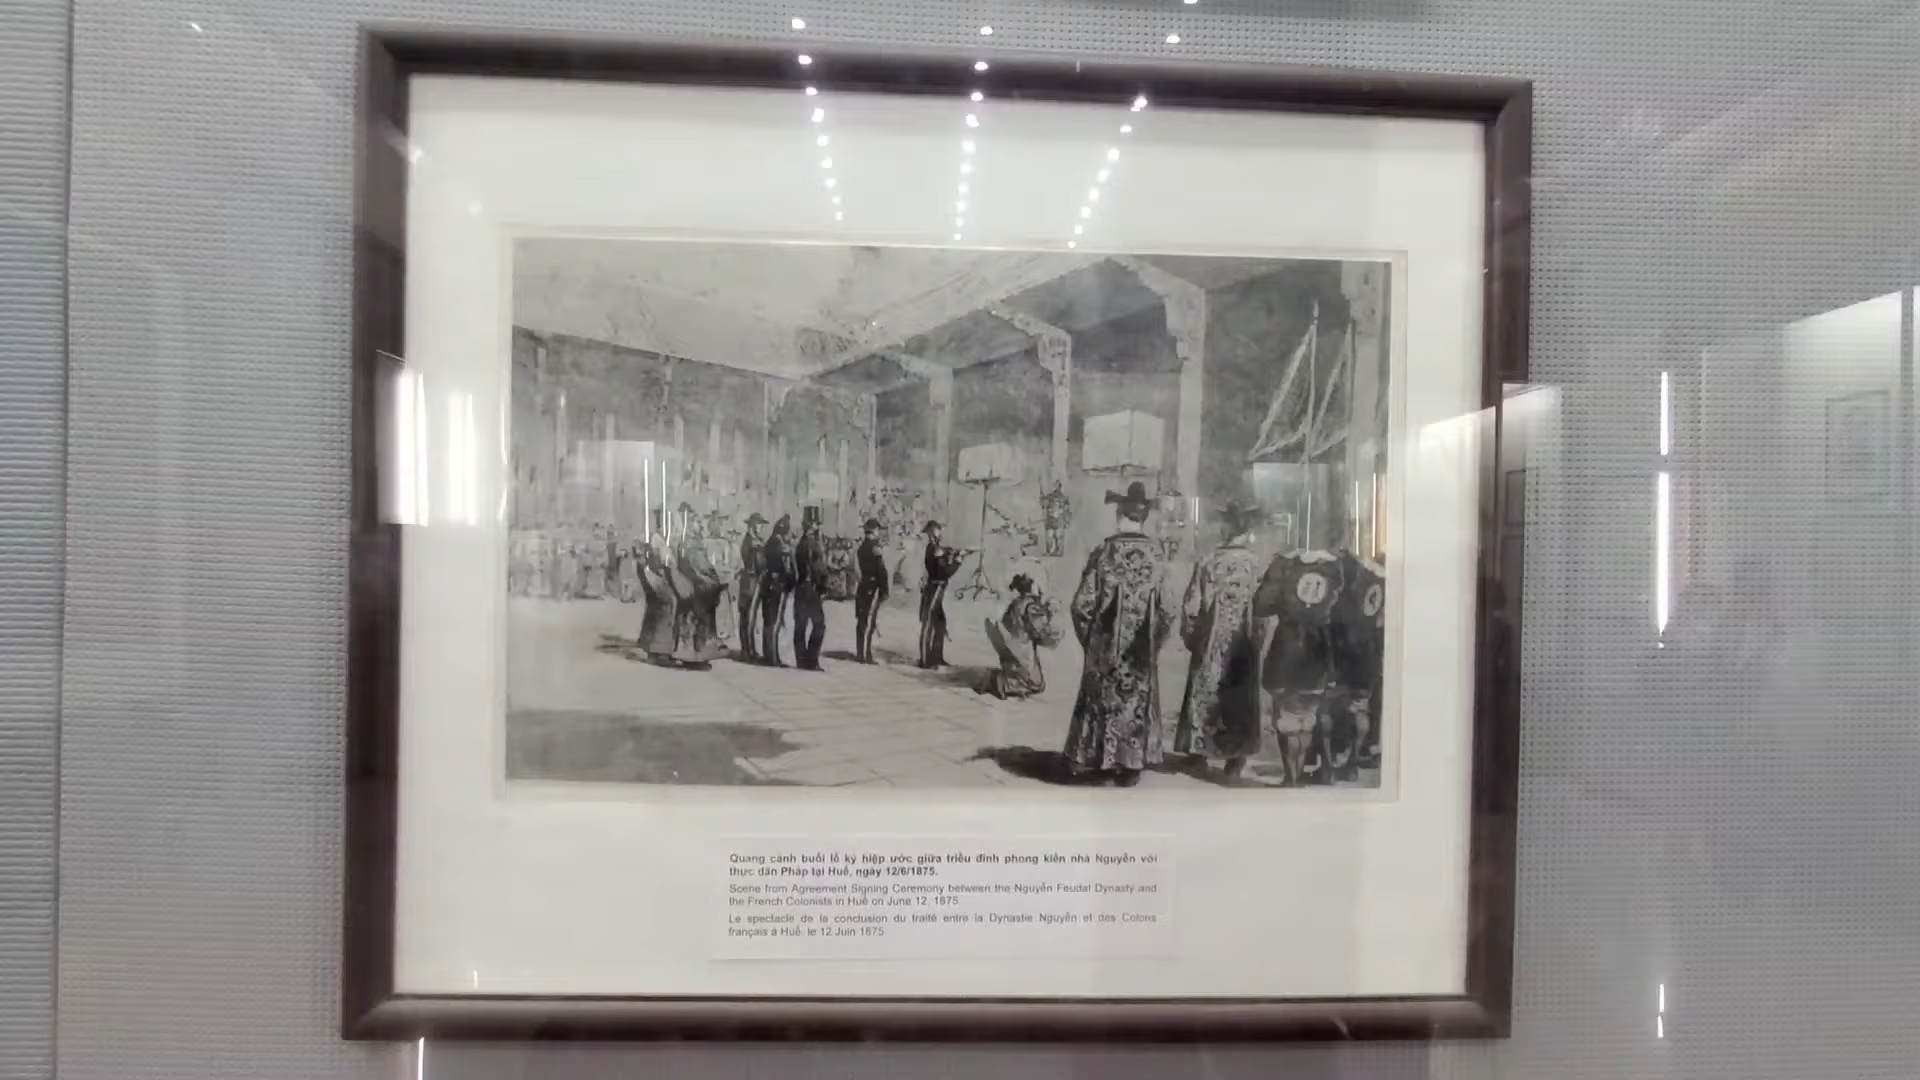 Quang cảnh buổi lễ ký hiệp ước giữa triều đình phong kiến nhà Nguyễn với
thực dân Pháp tại Huế, ngày 12/6/1875.
Scene from Agreement Signing Ceremony between the Nguyễn Feudal Dynasty and
the French Colonists in Huế on June 12, 1875
Le spectacle de la conclusion du traité entre la Dynastie Nguyễn et des Colons
français à Huế, le 12 Juin 1875